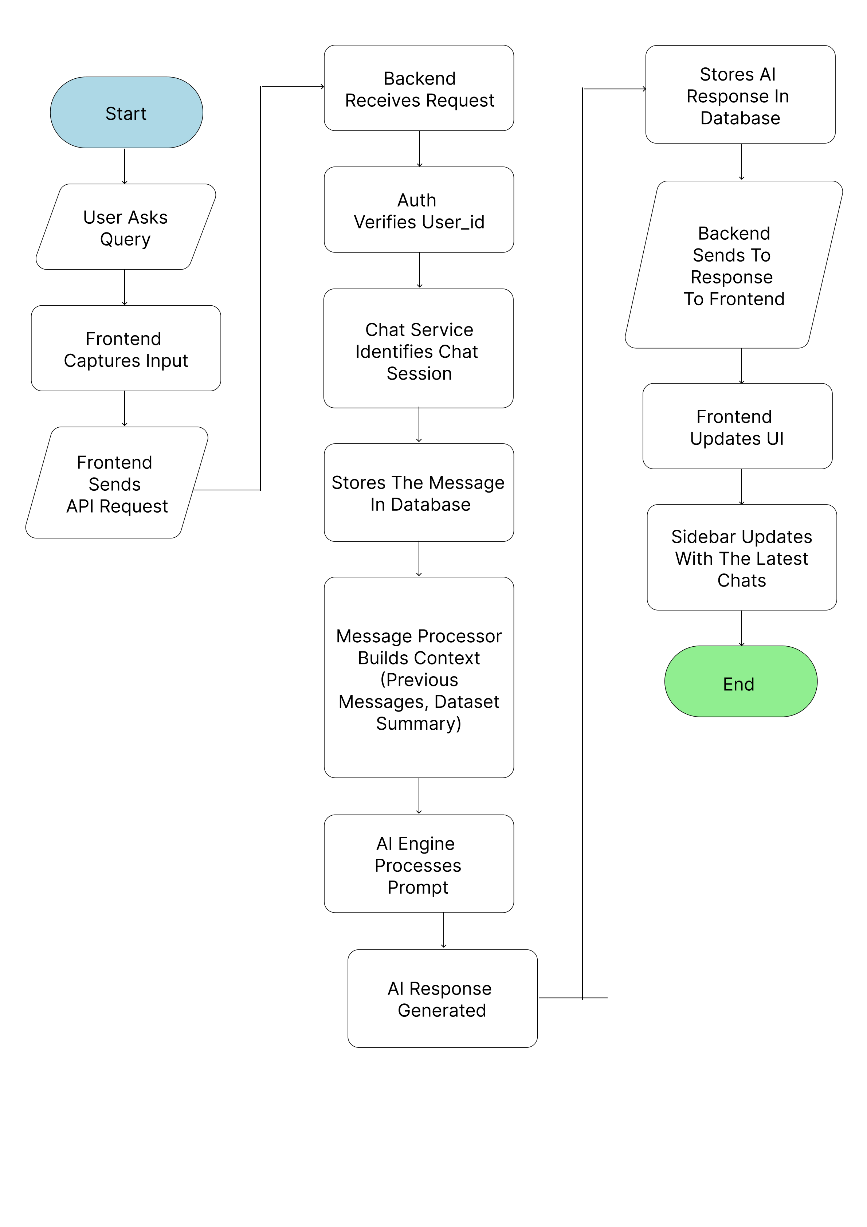 Start
User Asks
Query
Frontend
Captures Input
Frontend
Sends
API Request
Backend
Receives Request
Auth
Verifies User_id
Chat Service
Identifies Chat
Session
Stores The Message
In Database
Message Processor
Builds Context
(Previous
Messages, Dataset
Summary)
AI Engine
Processes
Prompt
AI Response
Generated
Stores AI
Response In
Database
Backend
Sends To
Response
To Frontend
Frontend
Updates UI
Sidebar Updates
With The Latest
Chats
End